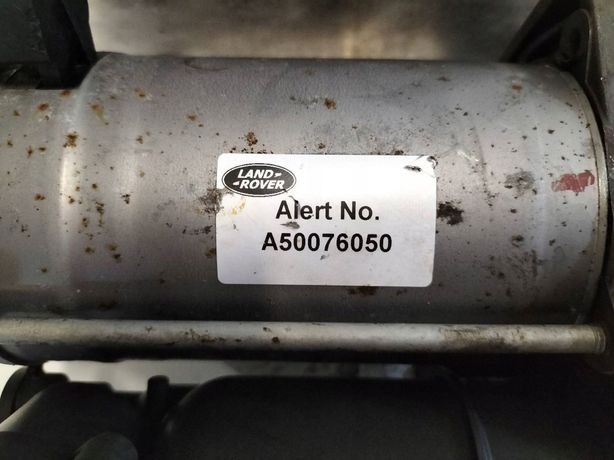 LAND-
-ROVER
Alert No.
A50076050